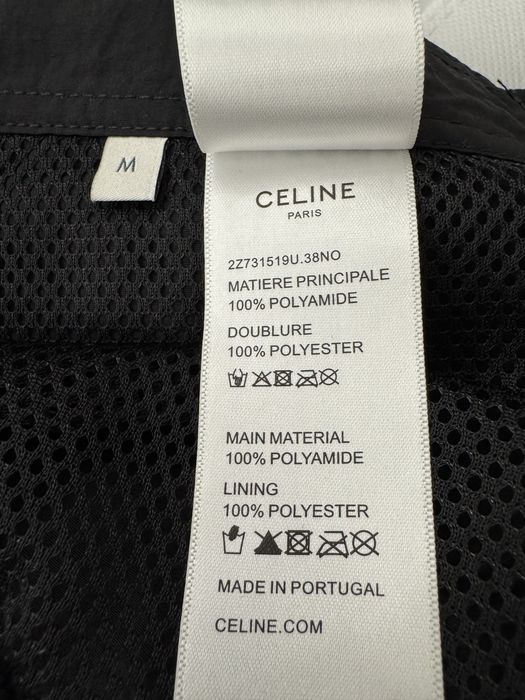 M
CELINE
PARIS
2Z731519U.38NO
MATIERE PRINCIPALE
100% POLYAMIDE
DOUBLURE
100% POLYESTER
MAIN MATERIAL
100% POLYAMIDE
LINING
100% POLYESTER
MADE IN PORTUGAL
CELINE.COM